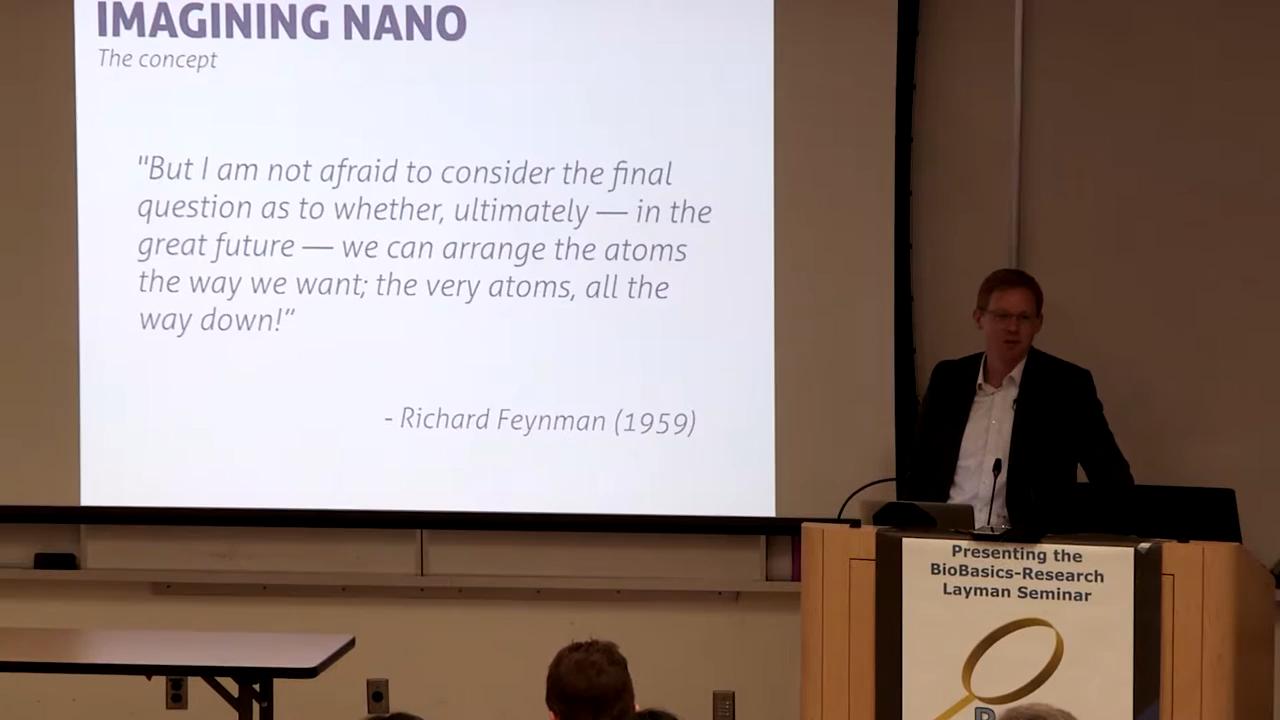 IMAGINING NANO
The concept
"But I am not afraid to consider the final
question as to whether, ultimately — in the
great future — we can arrange the atoms
the way we want; the very atoms, all the
way down!”
- Richard Feynman (1959)
Presenting the
BioBasics-Research
Layman Seminar